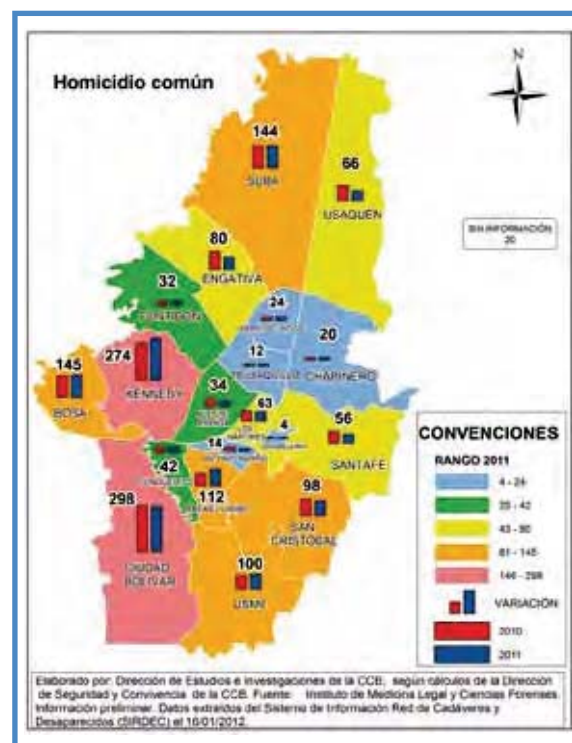 Homicidio común
N
144
SUBA
66
USAQUEN
SIN INFORMACIÓN
20
80
ENGATIVA
32
FONTIBON
24
20
CHAPINERO
12
274
KENNEDY
145
BOSA
34
63
4
56
SANTAFE
14
42
112
98
SAN
CRISTOBAL
298
CIUDAD
BOLIVAR
100
USME
CONVENCIONES
RANGO 2011
4 - 24
25 - 42
43 - 80
81 - 145
146 - 298
VARIACIÓN
2010
2011
Elaborado por: Dirección de Estudios e Investigaciones de la CCB, según cálculos de la Dirección
de Seguridad y Convivencia de la CCB. Fuente: Instituto de Medicina Legal y Ciencias Forenses.
Información preliminar. Datos extraídos del Sistema de Información Red de Cadáveres y
Desaparecidos (SIRDEC) el 16/01/2012.